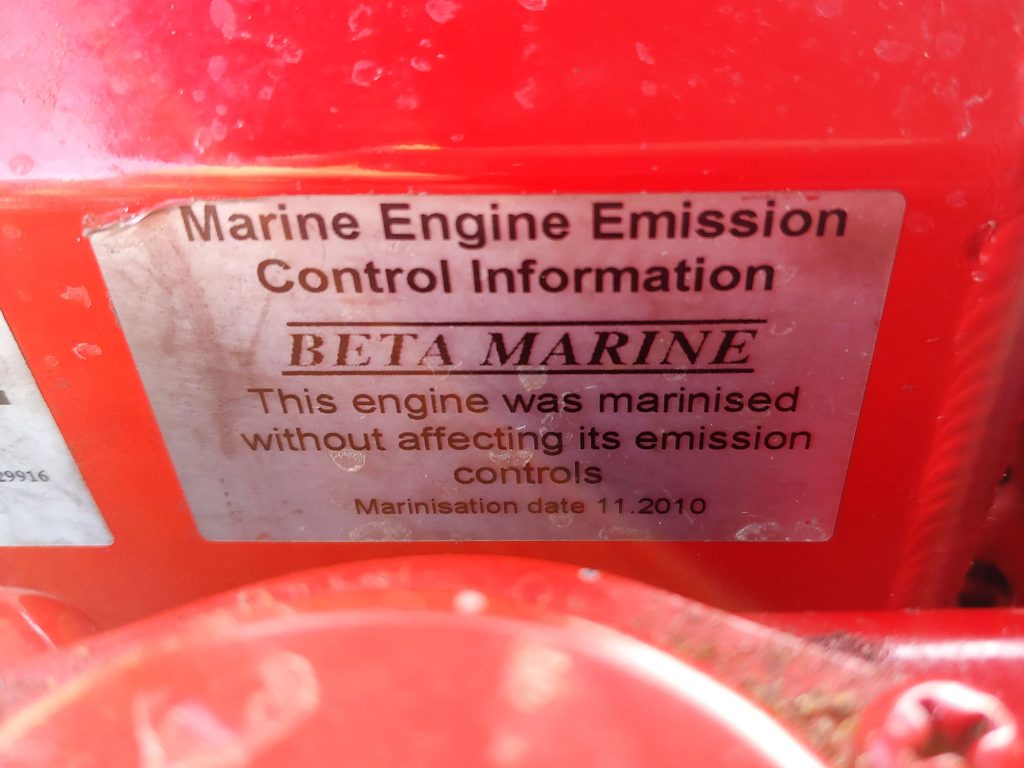 Marine Engine Emission
Control Information
BETA MARINE
This engine was marinised
without affecting its emission
controls
Marinisation date 11.2010
29916